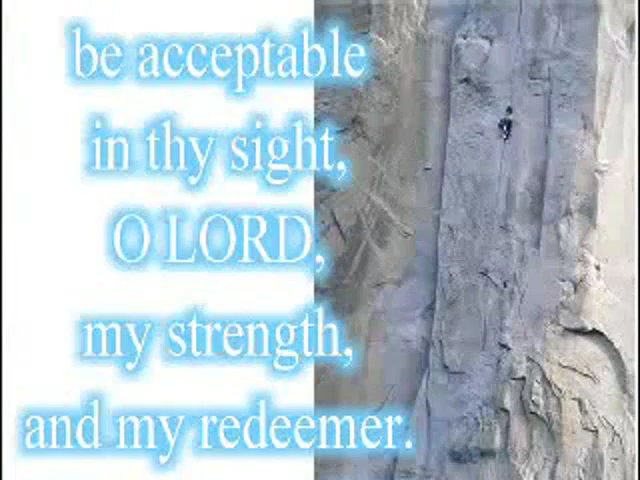 be acceptable
in thy sight,
O LORD,
my strength,
and my redeemer.